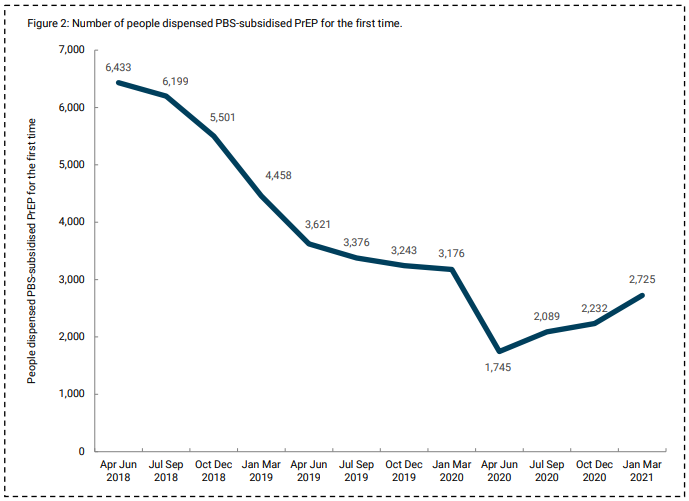 Figure 2: Number of people dispensed PBS-subsidised PrEP for the first time.
People dispensed PBS-subsidised PrEP for the first time
7,000
6,000
5,000
4,000
3,000
2,000
1,000
0
6,433
6,199
5,501
4,458
3,621
3,376
3,243
3,176
1,745
2,089
2,232
2,725
Apr Jun
2018
Jul Sep
2018
Oct Dec
2018
Jan Mar
2019
Apr Jun
2019
Jul Sep
2019
Oct Dec
2019
Jan Mar
2020
Apr Jun
2020
Jul Sep
2020
Oct Dec
2020
Jan Mar
2021